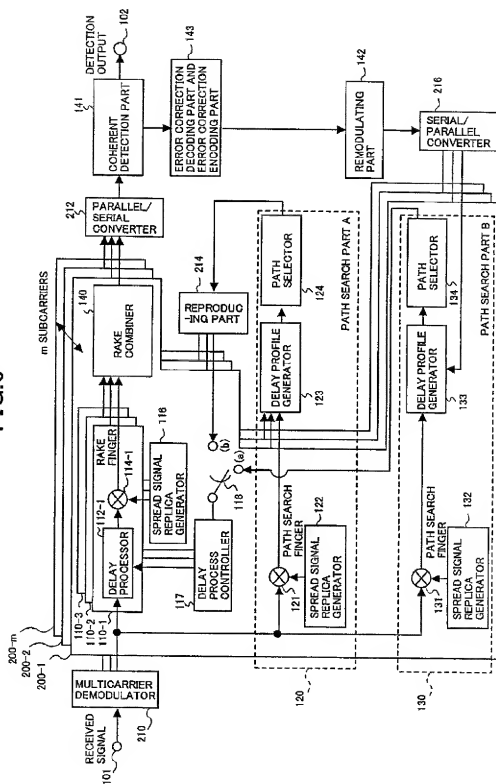 FIG.6
101
RECEIVED SIGNAL
210
MULTICARRIER DEMODULATOR
200-m
200-2
200-1
110-3
110-2
110-1
112-1
DELAY PROCESSOR
RAKE FINGER
114-1
116
SPREAD SIGNAL REPLICA GENERATOR
117
DELAY PROCESS CONTROLLER
118
(a)
(b)
m SUBCARRIERS
140
RAKE COMBINER
212
PARALLEL/ SERIAL CONVERTER
141
COHERENT DETECTION PART
DETECTION OUTPUT
102
143
ERROR CORRECTION DECODING PART AND ERROR CORRECTION ENCODING PART
142
REMODULATING PART
216
SERIAL/ PARALLEL CONVERTER
214
REPRODUC -ING PART
120
121
PATH SEARCH FINGER
122
SPREAD SIGNAL REPLICA GENERATOR
123
DELAY PROFILE GENERATOR
124
PATH SELECTOR
PATH SEARCH PART A
130
131
PATH SEARCH FINGER
132
SPREAD SIGNAL REPLICA GENERATOR
133
DELAY PROFILE GENERATOR
134
PATH SELECTOR
PATH SEARCH PART B